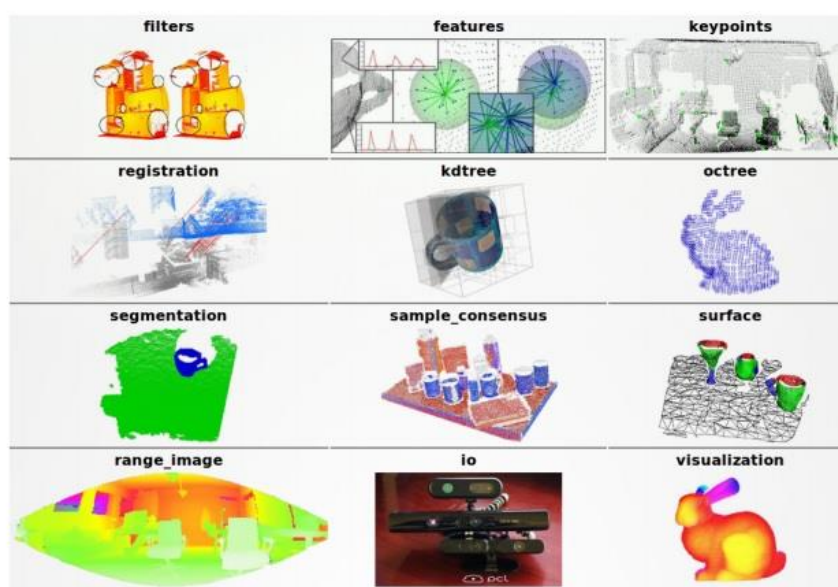 filters
features
keypoints
registration
kdtree
octree
segmentation
sample_consensus
surface
range_image
io
visualization
pcl